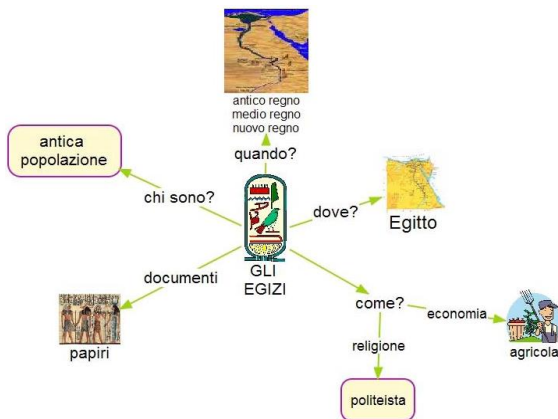 antico regno
medio regno
nuovo regno
quando?
antica
popolazione
chi sono?
dove?
Egitto
GLI
EGIZI
documenti
papiri
come?
economia
agricola
religione
politeista